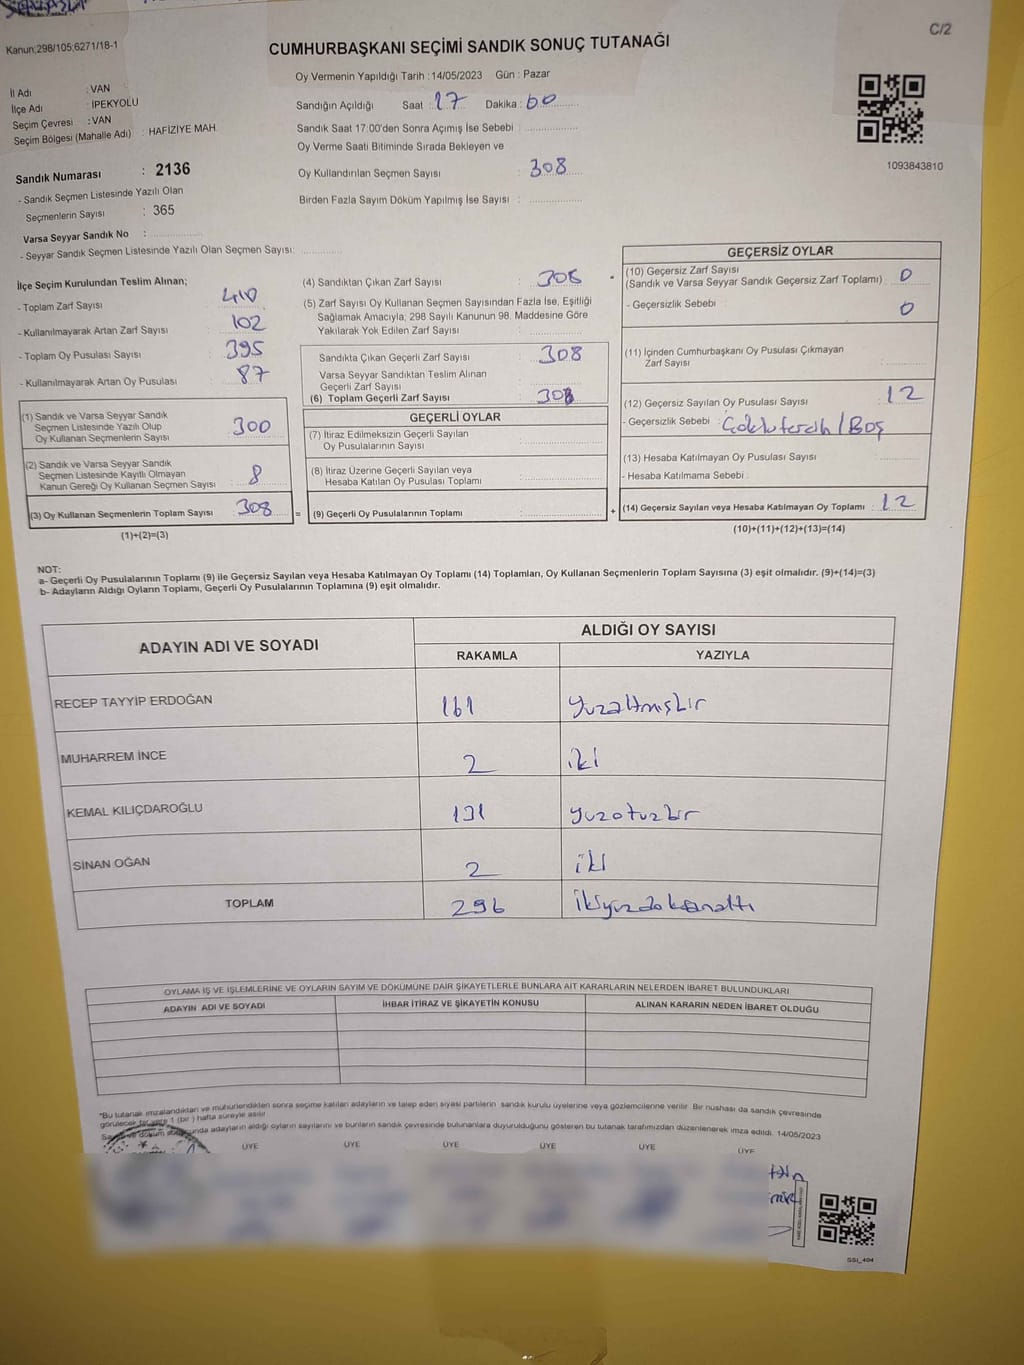 C/2
Kanun;298/105;6271/18-1
CUMHURBAŞKANI SEÇİMİ SANDIK SONUÇ TUTANAĞI
Oy Vermenin Yapıldığı Tarih : 14/05/2023 Gün : Pazar
İl Adı : VAN
İlçe Adı : İPEKYOLU
Seçim Çevresi : VAN
Seçim Bölgesi (Mahalle Adı) : HAFİZİYE MAH.
Sandık Numarası : 2136
- Sandık Seçmen Listesinde Yazılı Olan
Seçmenlerin Sayısı : 365
Varsa Seyyar Sandık No :
- Seyyar Sandık Seçmen Listesinde Yazılı Olan Seçmen Sayısı:
Sandığın Açıldığı Saat : 17 Dakika : 00
Sandık Saat 17:00'den Sonra Açımış İse Sebebi :
Oy Verme Saati Bitiminde Sırada Bekleyen ve
Oy Kullandırılan Seçmen Sayısı : 308
Birden Fazla Sayım Döküm Yapılmış İse Sayısı :
1093843810
İlçe Seçim Kurulundan Teslim Alınan;
- Toplam Zarf Sayısı : 410
- Kullanılmayarak Artan Zarf Sayısı : 102
- Toplam Oy Pusulası Sayısı : 395
- Kullanılmayarak Artan Oy Pusulası : 87
(1) Sandık ve Varsa Seyyar Sandık
Seçmen Listesinde Yazılı Olup
Oy Kullanan Seçmenlerin Sayısı : 300
(2) Sandık ve Varsa Seyyar Sandık
Seçmen Listesinde Kayıtlı Olmayan
Kanun Gereği Oy Kullanan Seçmen Sayısı : 8
(3) Oy Kullanan Seçmenlerin Toplam Sayısı : 308
=
(1)+(2)=(3)
(4) Sandıktan Çıkan Zarf Sayısı : 308
(5) Zarf Sayısı Oy Kullanan Seçmen Sayısından Fazla İse, Eşitliği
Sağlamak Amacıyla, 298 Sayılı Kanunun 98. Maddesine Göre
Yakılarak Yok Edilen Zarf Sayısı :
Sandıkta Çıkan Geçerli Zarf Sayısı : 308
Varsa Seyyar Sandıktan Teslim Alınan
Geçerli Zarf Sayısı :
(6) Toplam Geçerli Zarf Sayısı : 308
GEÇERLİ OYLAR
(7) İtiraz Edilmeksizin Geçerli Sayılan
Oy Pusulalarının Sayısı :
(8) İtiraz Üzerine Geçerli Sayılan veya
Hesaba Katılan Oy Pusulası Toplamı :
(9) Geçerli Oy Pusulalarının Toplamı :
+
GEÇERSİZ OYLAR
(10) Geçersiz Zarf Sayısı
(Sandık ve Varsa Seyyar Sandık Geçersiz Zarf Toplamı) : 0
- Geçersizlik Sebebi : 0
(11) İçinden Cumhurbaşkanı Oy Pusulası Çıkmayan
Zarf Sayısı :
(12) Geçersiz Sayılan Oy Pusulası Sayısı : 12
- Geçersizlik Sebebi : Çoklu tercih / Boş
(13) Hesaba Katılmayan Oy Pusulası Sayısı :
- Hesaba Katılmama Sebebi :
(14) Geçersiz Sayılan veya Hesaba Katılmayan Oy Toplamı : 12
(10)+(11)+(12)+(13)=(14)
NOT:
a- Geçerli Oy Pusulalarının Toplamı (9) ile Geçersiz Sayılan veya Hesaba Katılmayan Oy Toplamı (14) Toplamları, Oy Kullanan Seçmenlerin Toplam Sayısına (3) eşit olmalıdır. (9)+(14)=(3)
b- Adayların Aldığı Oyların Toplamı, Geçerli Oy Pusulalarının Toplamına (9) eşit olmalıdır.
ADAYIN ADI VE SOYADI
ALDIĞI OY SAYISI
RAKAMLA YAZIYLA
RECEP TAYYİP ERDOĞAN 161 yüzaltmışbir
MUHARREM İNCE 2 iki
KEMAL KILIÇDAROĞLU 131 yüzotuzbir
SİNAN OĞAN 2 iki
TOPLAM 296 ikiyüzdoksanaltı
OYLAMA İŞ VE İŞLEMLERİNE VE OYLARIN SAYIM VE DÖKÜMÜNE DAİR ŞİKAYETLERLE BUNLARA AİT KARARLARIN NELERDEN İBARET BULUNDUKLARI
ADAYIN ADI VE SOYADI İHBAR İTİRAZ VE ŞİKAYETİN KONUSU ALINAN KARARIN NEDEN İBARET OLDUĞU
*Bu tutanak imzalandıktan ve mühürlendikten sonra seçime katılan adayların ve talep eden siyasi partilerin sandık kurulu üyelerine veya gözlemcilerine verilir. Bir nüshası da sandık çevresinde
görülecek bir yere 1 (bir) hafta süreyle asılır.
adayların aldığı oyların sayılarını ve bunların sandık çevresinde bulunanlara duyurulduğunu gösteren bu tutanak tarafımızdan düzenlenerek imza edildi. 14/05/2023
ÜYE ÜYE ÜYE ÜYE ÜYE ÜYE
SSI_404